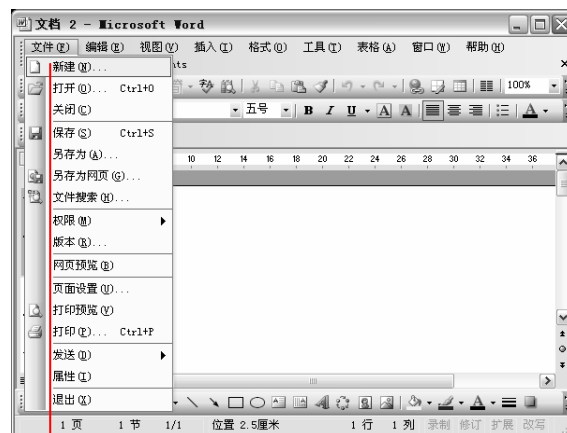 文档 2 - Microsoft Word
文件(F) 编辑(E) 视图(V) 插入(I) 格式(O) 工具(T) 表格(A) 窗口(W) 帮助(H)
新建(N)...
打开(O)... Ctrl+O
100%
关闭(C)
五号 B I U A A A
保存(S) Ctrl+S
另存为(A)...
10 12 14 16 18 20 22 24 26 28 30 32 34 36
另存为网页(G)...
文件搜索(H)...
权限(M)
版本(R)...
网页预览(B)
页面设置(U)...
打印预览(V)
打印(P)... Ctrl+P
发送(D)
属性(I)
退出(X)
1 页 1 节 1/1 位置 2.5厘米 1 行 1 列 录制 修订 扩展 改写